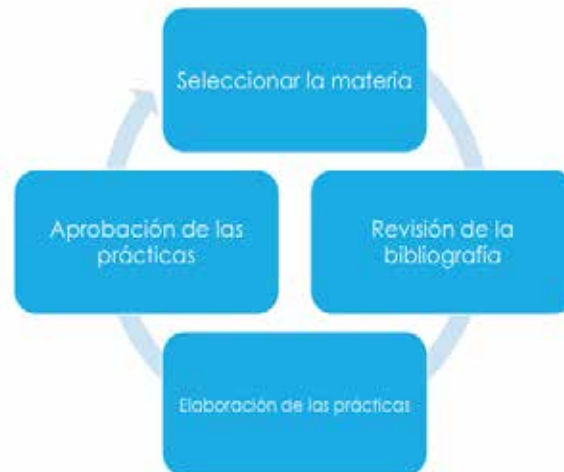 Seleccionar la materia
Revisión de la
bibliografía
Elaboración de las prácticas
Aprobación de las
prácticas